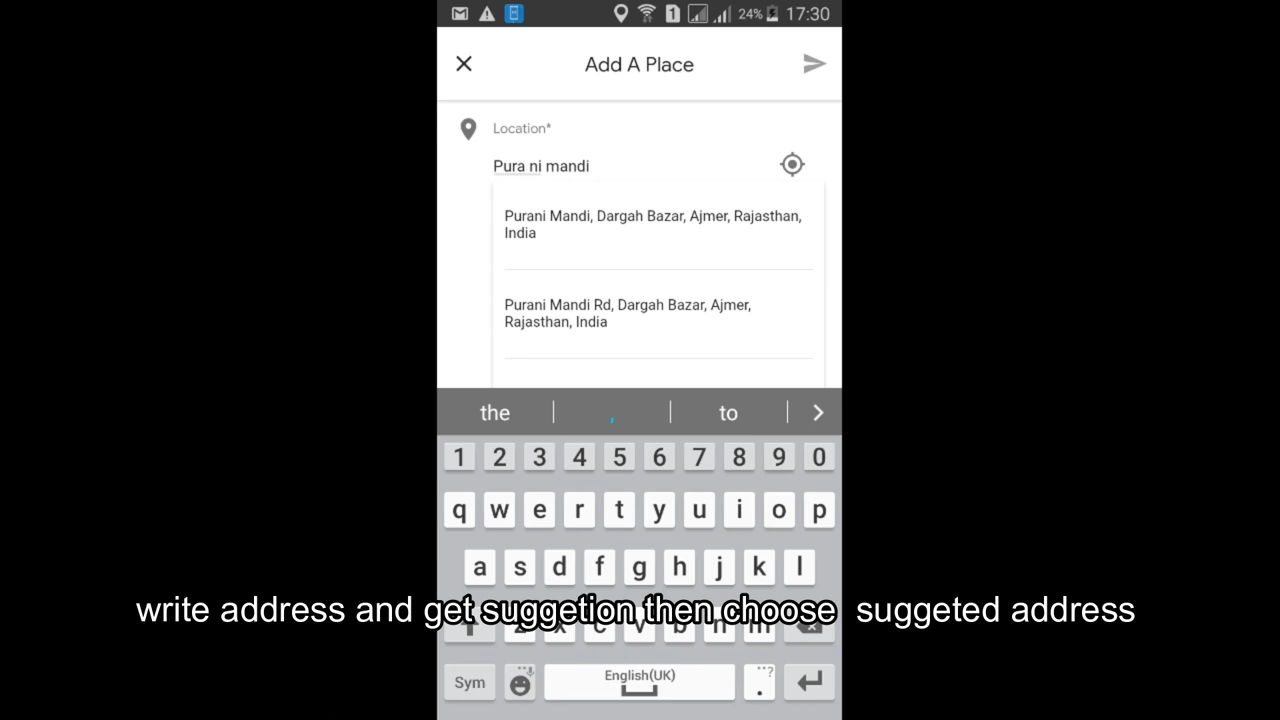 24% 17:30
Add A Place
Location*
Pura ni mandi
Purani Mandi, Dargah Bazar, Ajmer, Rajasthan,
India
Purani Mandi Rd, Dargah Bazar, Ajmer,
Rajasthan, India
the , to
1 2 3 4 5 6 7 8 9 0
q w e r t y u i o p
a s d f g h j k l
write address and get suggetion then choose suggeted address
z x c v b n m
Sym English(UK) . ..?